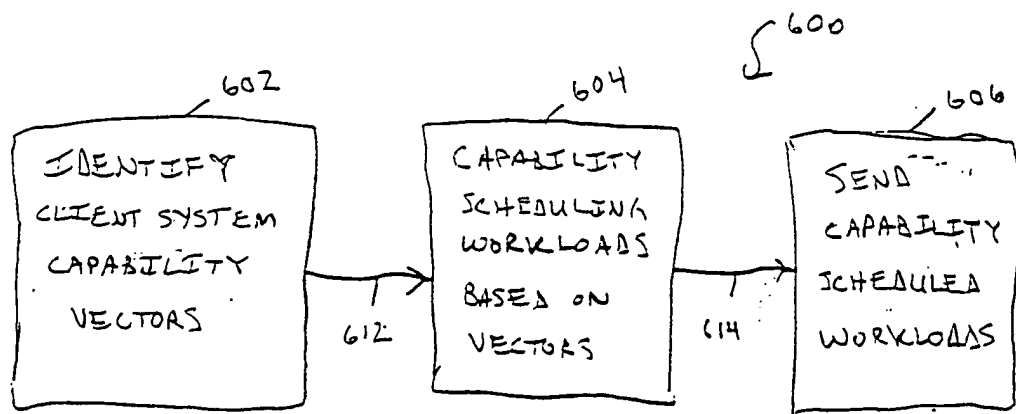 600
602
IDENTIFY
CLIENT SYSTEM
CAPABILITY
VECTORS
612
604
CAPABILITY
SCHEDULING
WORKLOADS
BASED ON
VECTORS
614
606
SEND
CAPABILITY
SCHEDULED
WORKLOADS